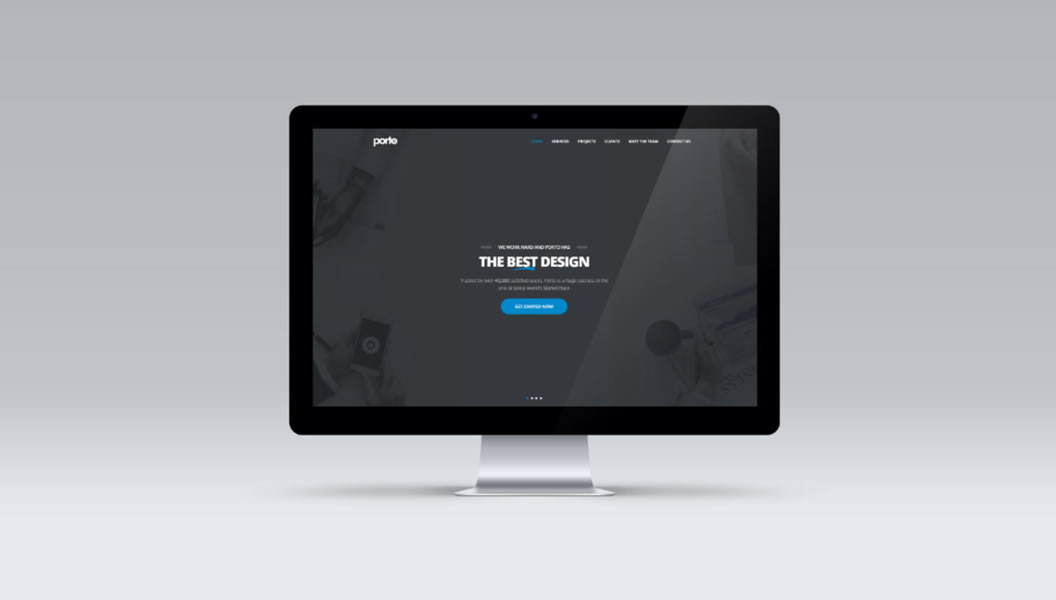 porto
HOME SERVICES PROJECTS CLIENTS MEET THE TEAM CONTACT US
WE WORK HARD AND PORTO HAS
THE BEST DESIGN
Trusted by over 40,000 satisfied users, Porto is a huge success in the
one of latest world's MarketPlace
GET STARTED NOW!